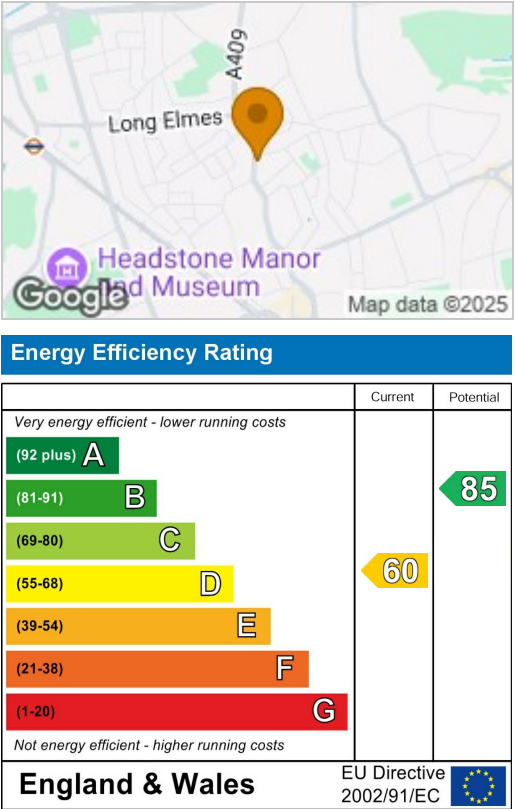 A409
Long Elmes
Headstone Manor
and Museum
Google
Map data ©2025
Energy Efficiency Rating
Current
Potential
Very energy efficient - lower running costs
(92 plus) A
(81-91) B
85
(69-80) C
60
(55-68) D
(39-54) E
(21-38) F
(1-20) G
Not energy efficient - higher running costs
England & Wales
EU Directive
2002/91/EC